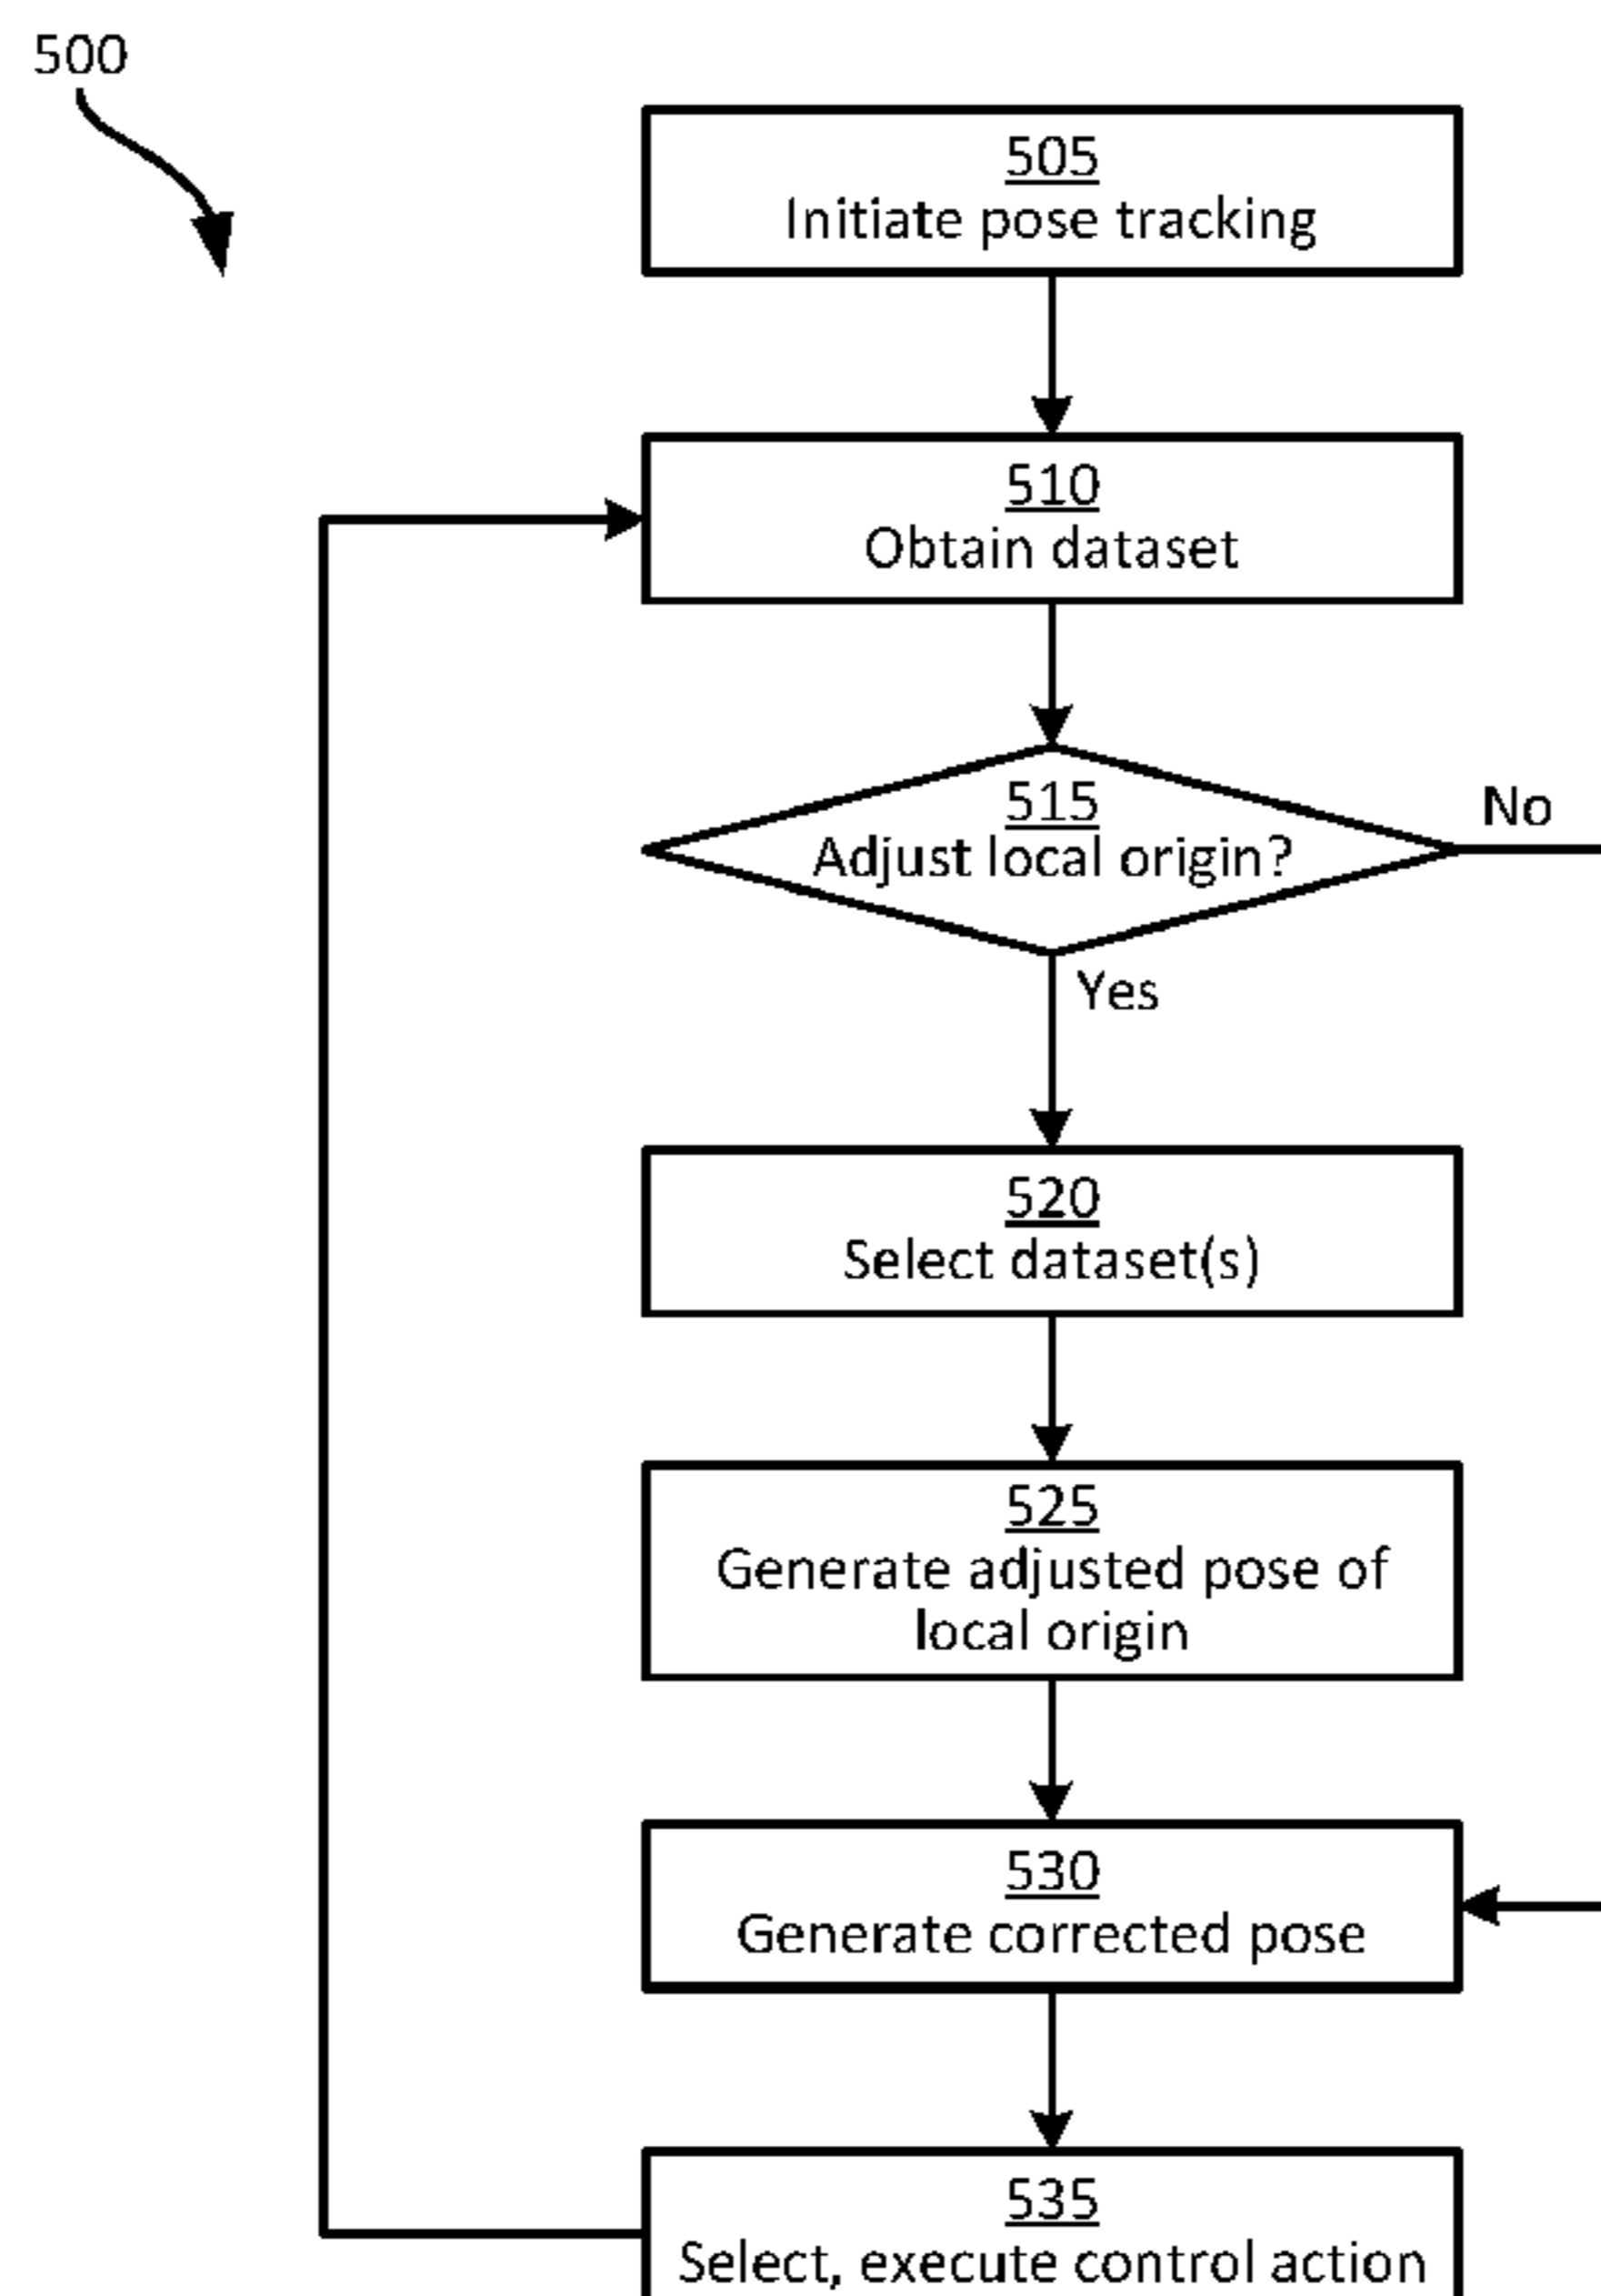 500
505
Initiate pose tracking
510
Obtain dataset
515
Adjust local origin?
No
Yes
520
Select dataset(s)
525
Generate adjusted pose of
local origin
530
Generate corrected pose
535
Select, execute control action